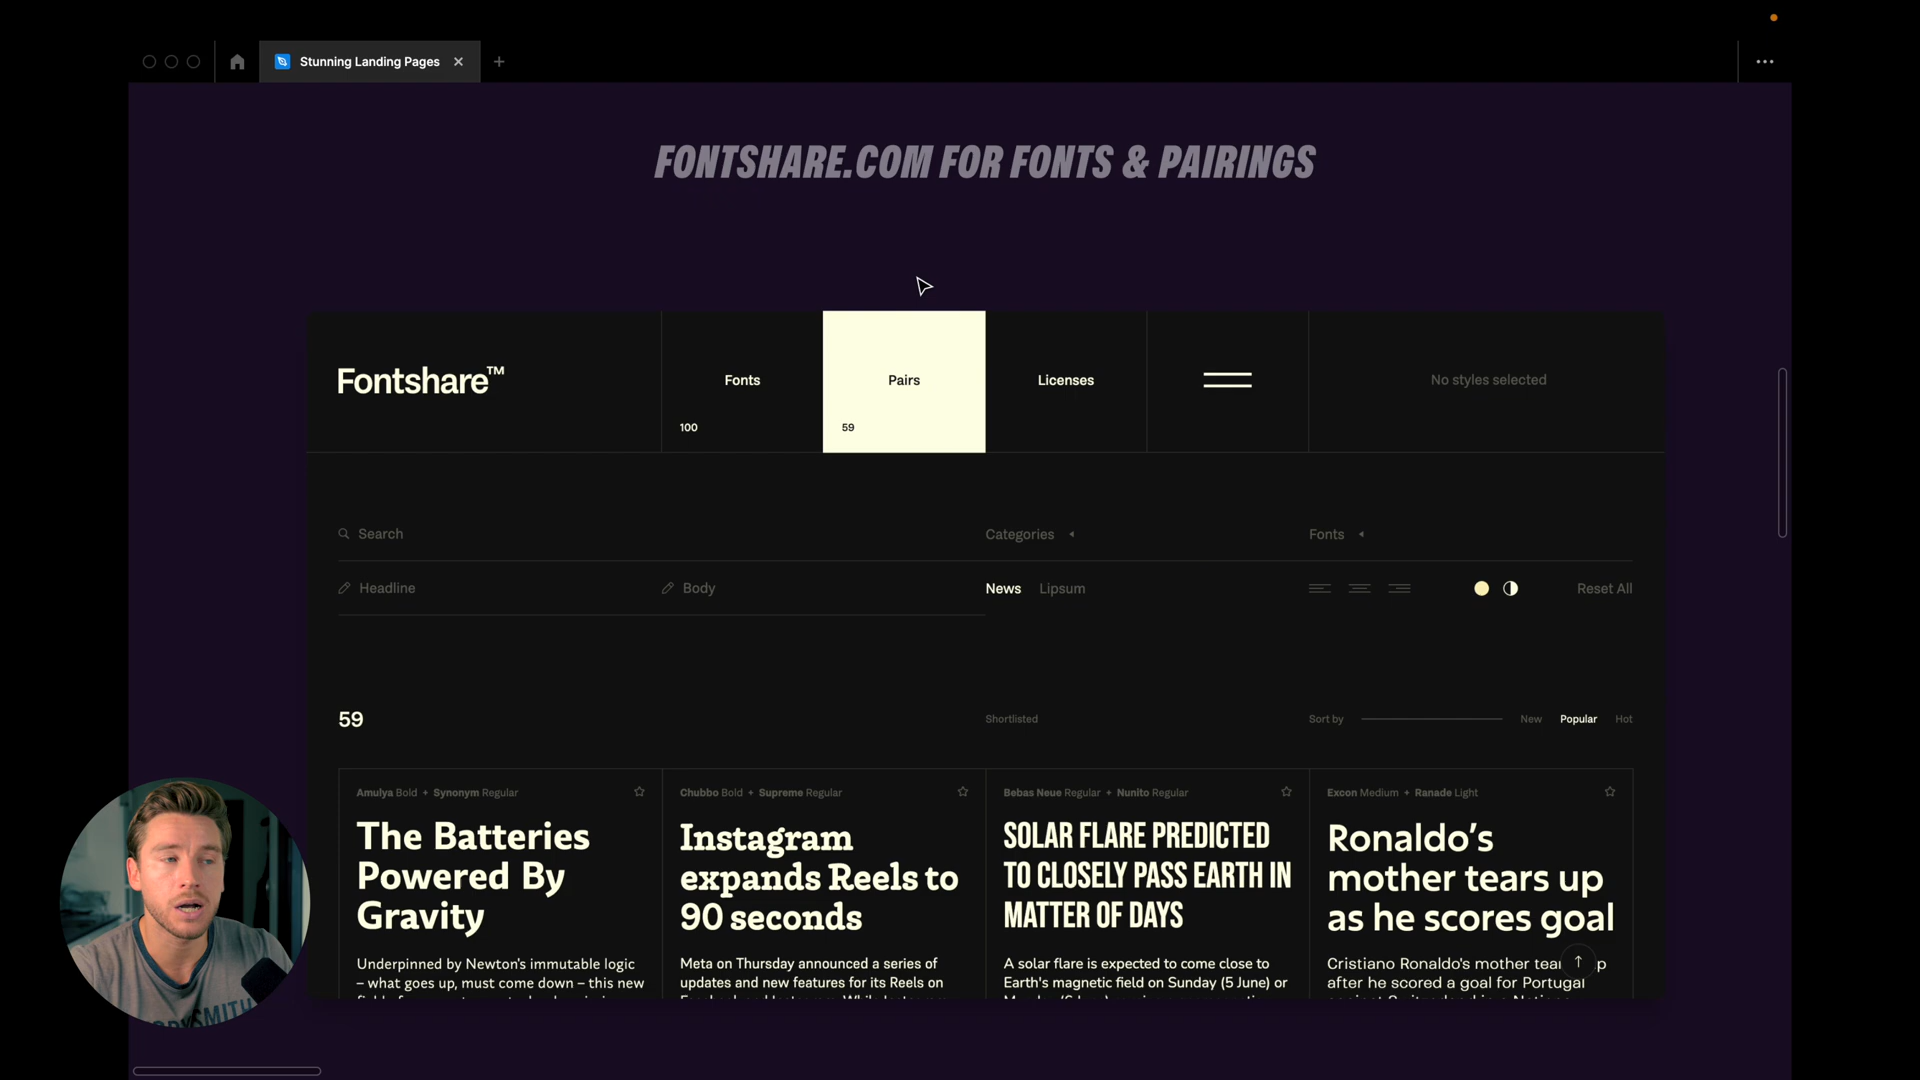 Stunning Landing Pages
FONTSHARE.COM FOR FONTS & PAIRINGS
Fontshare™
Fonts
100
Pairs
59
Licenses
No styles selected
Search
Categories
Fonts
Headline
Body
News
Lipsum
Reset All
59
Shortlisted
Sort by
New
Popular
Hot
Amulya Bold + Synonym Regular
The Batteries
Powered By
Gravity
Underpinned by Newton's immutable logic
– what goes up, must come down – this new
Chubbo Bold + Supreme Regular
Instagram
expands Reels to
90 seconds
Meta on Thursday announced a series of
updates and new features for its Reels on
Bebas Neue Regular + Nunito Regular
SOLAR FLARE PREDICTED
TO CLOSELY PASS EARTH IN
MATTER OF DAYS
A solar flare is expected to come close to
Earth's magnetic field on Sunday (5 June) or
Excon Medium + Ranade Light
Ronaldo's
mother tears up
as he scores goal
Cristiano Ronaldo's mother
after he scored a goal for Portugal